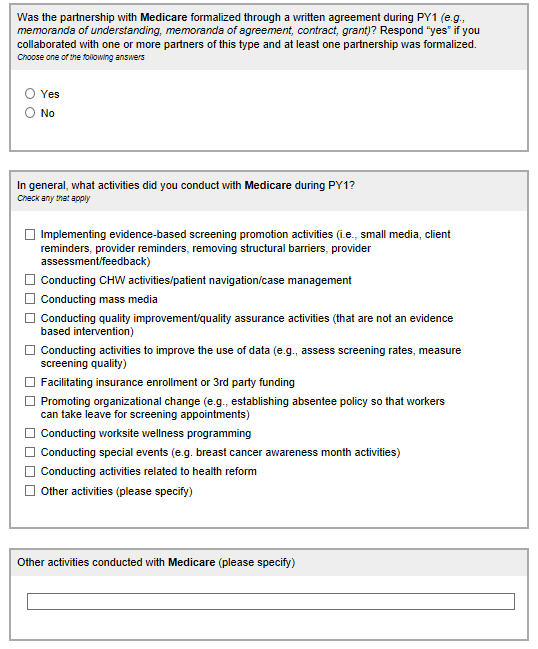 Was the partnership with Medicare formalized through a written agreement during PY1 (e.g.,
memoranda of understanding, memoranda of agreement, contract, grant)? Respond "yes" if you
collaborated with one or more partners of this type and at least one partnership was formalized.
Choose one of the following answers
Yes
No
In general, what activities did you conduct with Medicare during PY1?
Check any that apply
Implementing evidence-based screening promotion activities (i.e., small media, client
reminders, provider reminders, removing structural barriers, provider
assessment/feedback)
Conducting CHW activities/patient navigation/case management
Conducting mass media
Conducting quality improvement/quality assurance activities (that are not an evidence
based intervention)
Conducting activities to improve the use of data (e.g., assess screening rates, measure
screening quality)
Facilitating insurance enrollment or 3rd party funding
Promoting organizational change (e.g., establishing absentee policy so that workers
can take leave for screening appointments)
Conducting worksite wellness programming
Conducting special events (e.g. breast cancer awareness month activities)
Conducting activities related to health reform
Other activities (please specify)
Other activities conducted with Medicare (please specify)